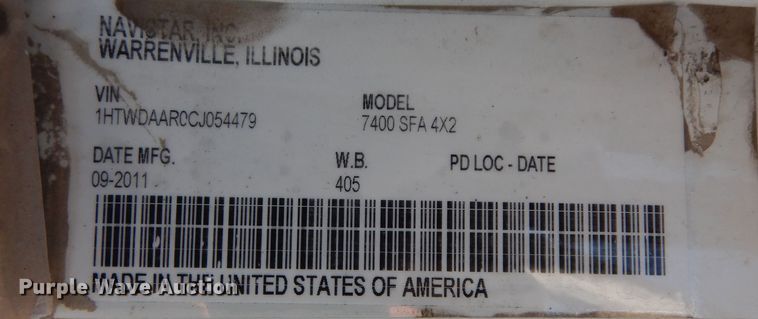 NAVISTAR, INC.
WARRENVILLE, ILLINOIS
VIN MODEL
1HTWDAAR0CJ054479 7400 SFA 4X2
DATE MFG. W.B. PD LOC - DATE
09-2011 405
MADE IN THE UNITED STATES OF AMERICA
Purple Wave Auction